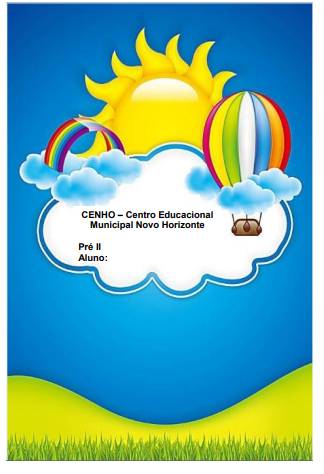 CENHO – Centro Educacional
Municipal Novo Horizonte
Pré II
Aluno: